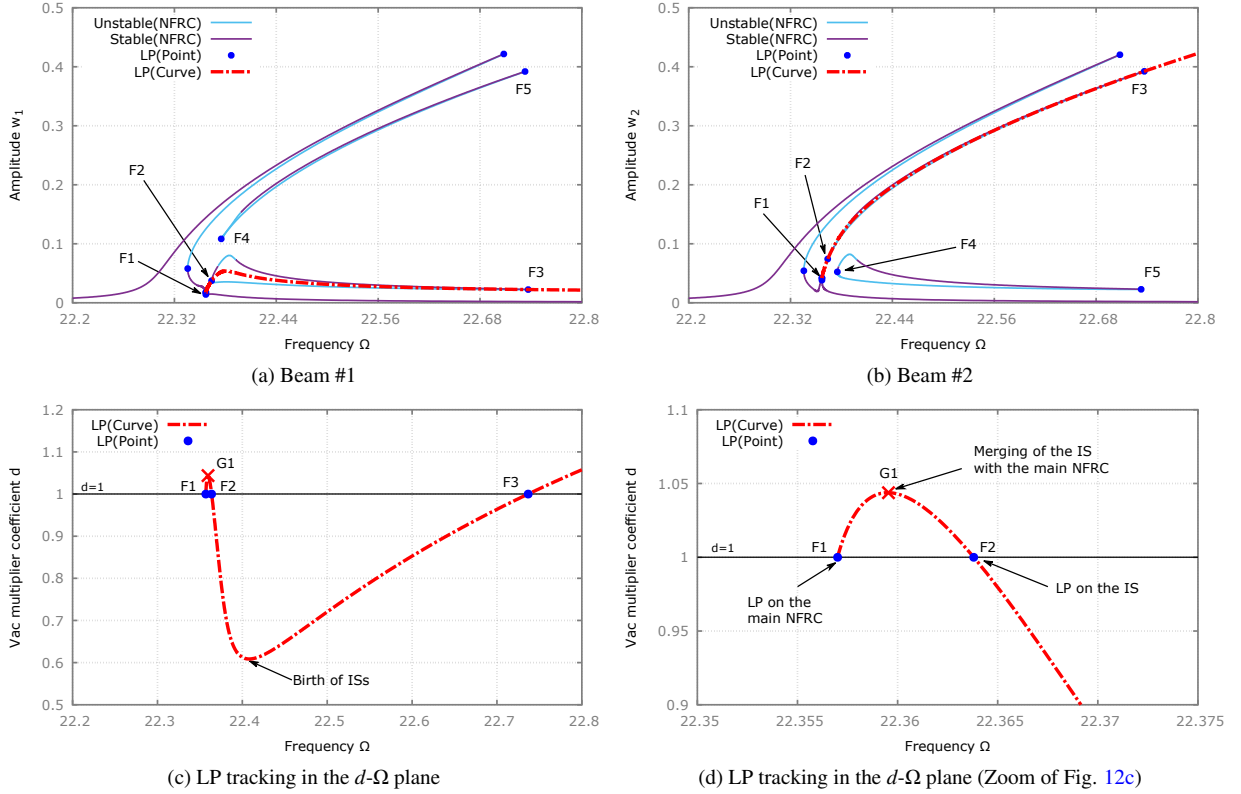 Unstable(NFRC)
Stable(NFRC)
LP(Point)
LP(Curve)
0.5
0.4
0.3
0.2
0.1
0
Amplitude w1
F5
F2
F1
F4
F3
22.2
22.32
22.44
22.56
22.68
22.8
Frequency Ω
(a) Beam #1
Unstable(NFRC)
Stable(NFRC)
LP(Point)
LP(Curve)
0.5
0.4
0.3
0.2
0.1
0
Amplitude w2
F3
F2
F1
F4
F5
22.2
22.32
22.44
22.56
22.68
22.8
Frequency Ω
(b) Beam #2
LP(Curve)
LP(Point)
1.2
1.1
1
0.9
0.8
0.7
0.6
0.5
Vac multiplier coefficient d
d=1
G1
F1
F2
F3
Birth of ISs
22.2
22.3
22.4
22.5
22.6
22.7
22.8
Frequency Ω
(c) LP tracking in the d-Ω plane
LP(Curve)
LP(Point)
1.1
1.05
1
0.95
0.9
Vac multiplier coefficient d
Merging of the IS
with the main NFRC
G1
d=1
F1
F2
LP on the
main NFRC
LP on the IS
22.35
22.355
22.36
22.365
22.37
22.375
Frequency Ω
(d) LP tracking in the d-Ω plane (Zoom of Fig. 12c)